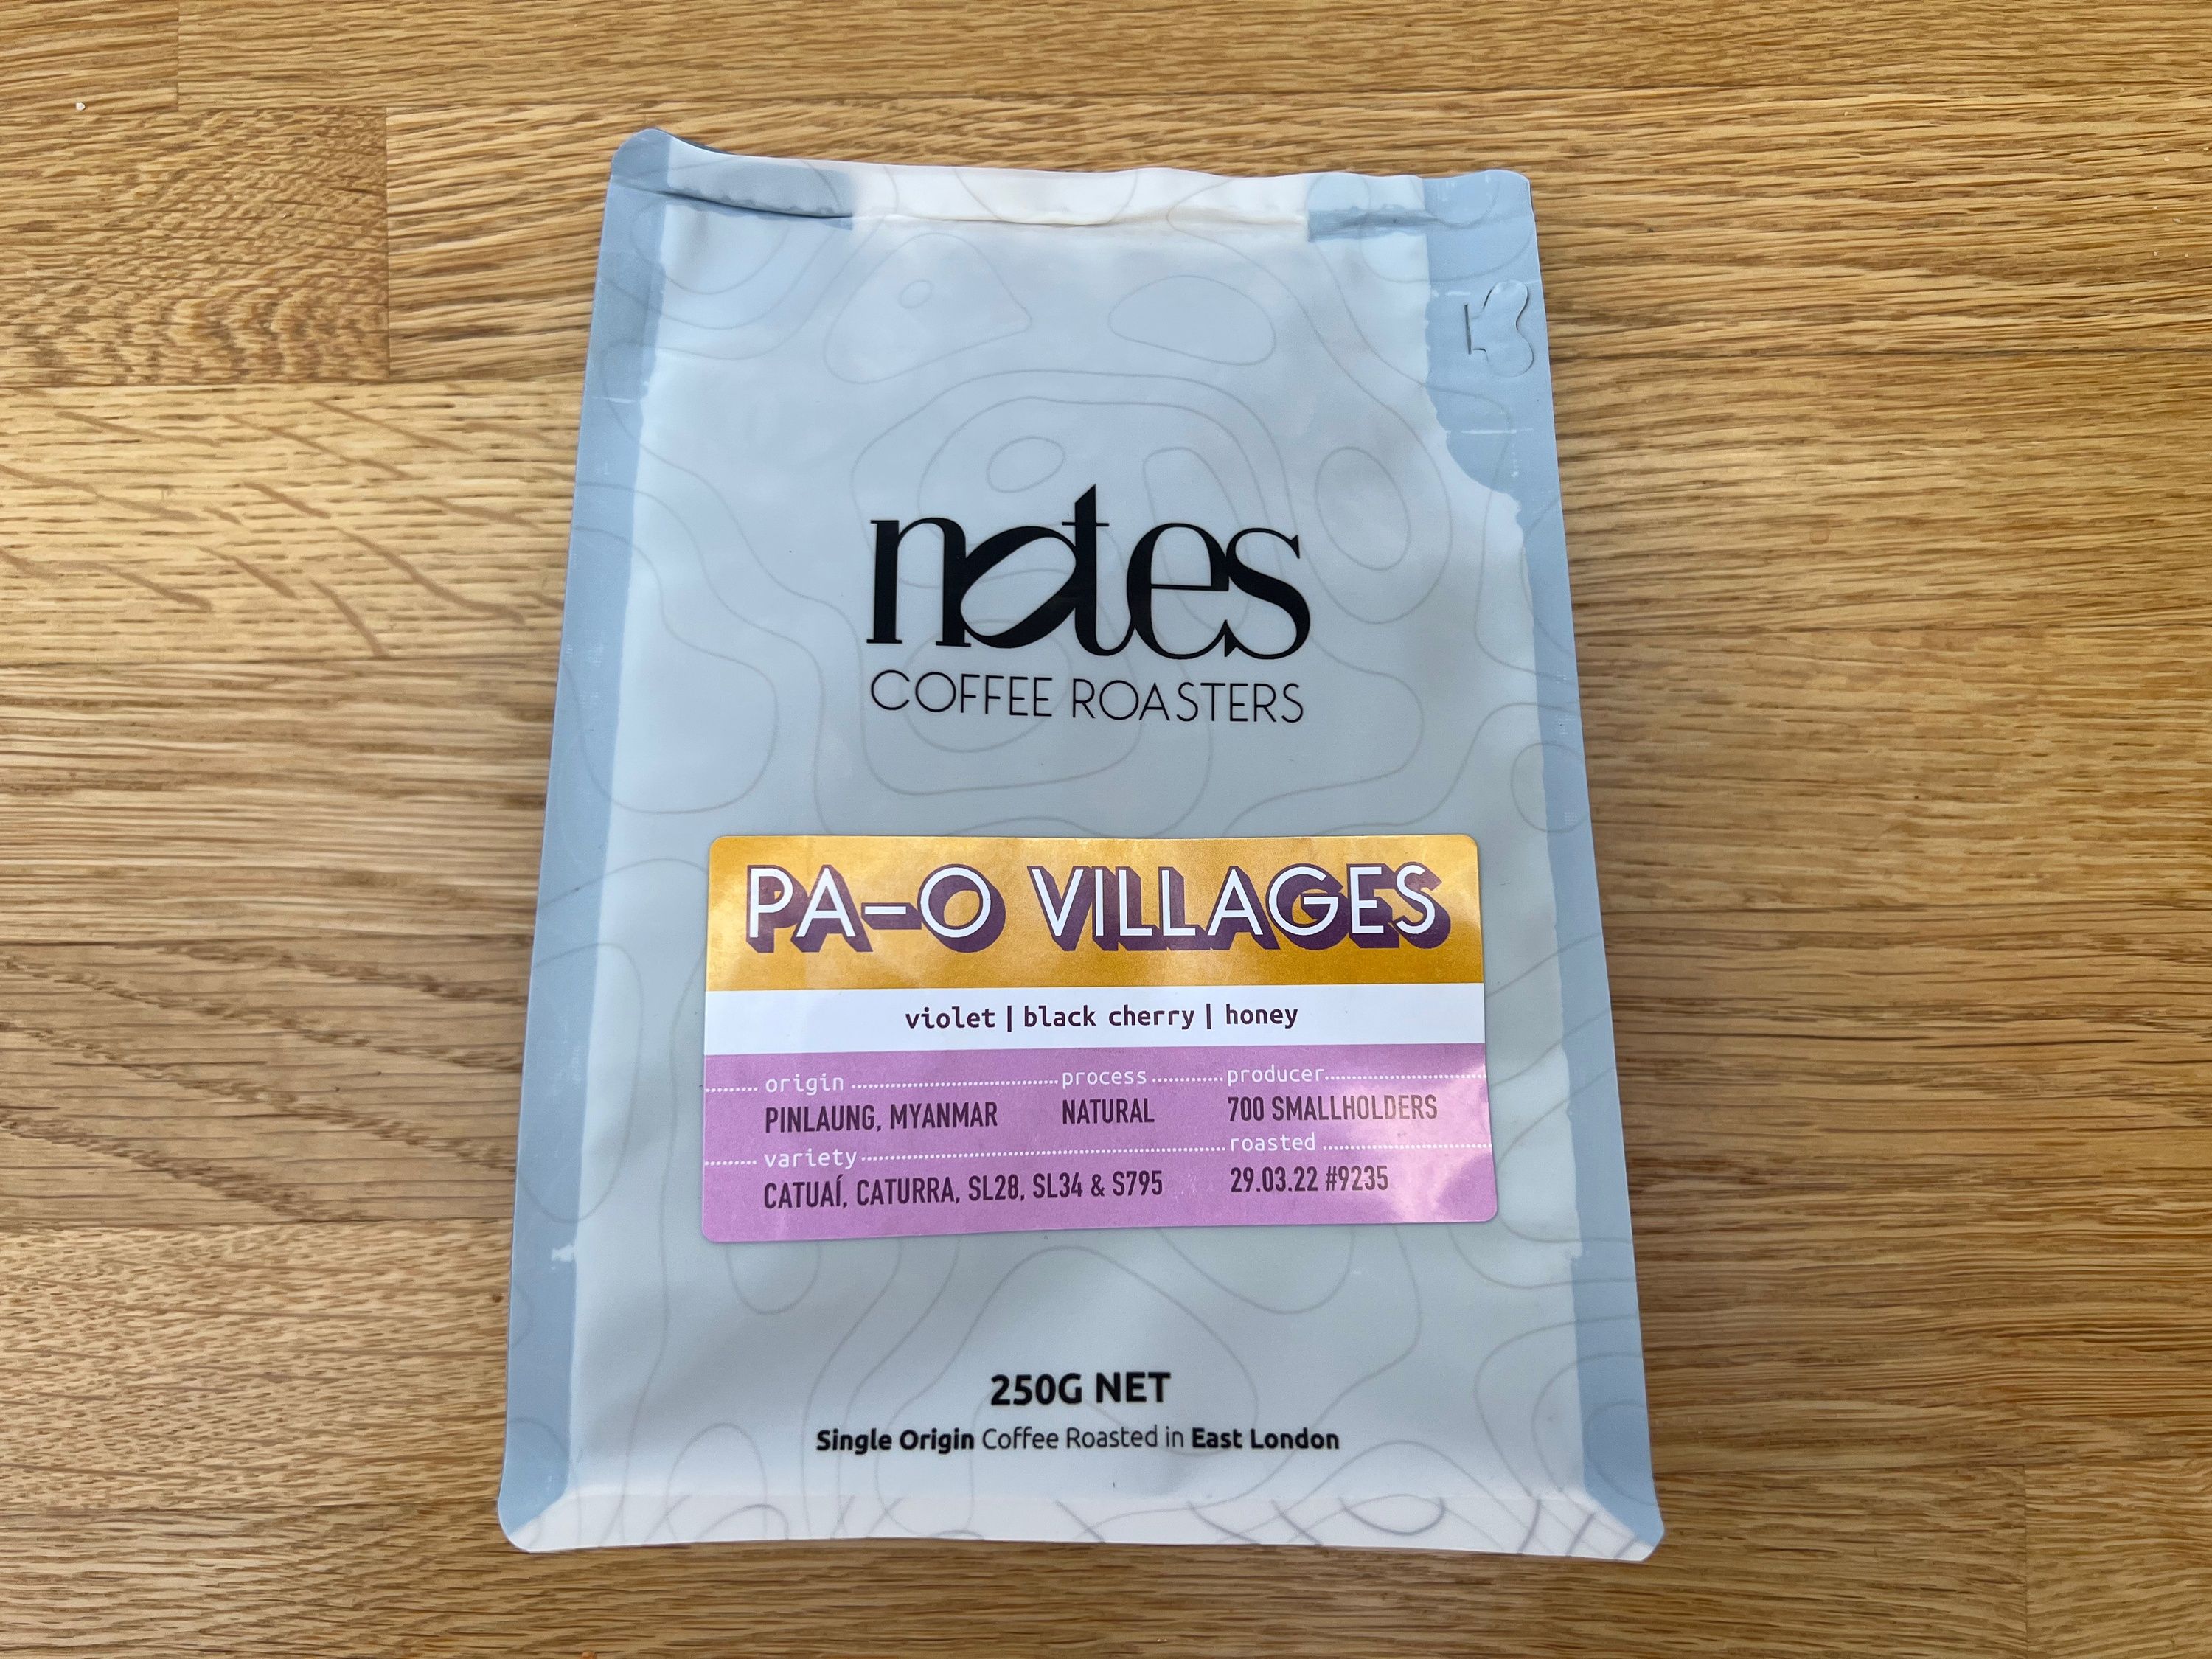 notes
COFFEE ROASTERS
PA-O VILLAGES
violet | black cherry | honey
origin process producer
PINLAUNG, MYANMAR NATURAL 700 SMALLHOLDERS
variety roasted
CATUAÍ, CATURRA, SL28, SL34 & S795 29.03.22 #9235
250G NET
Single Origin Coffee Roasted in East London